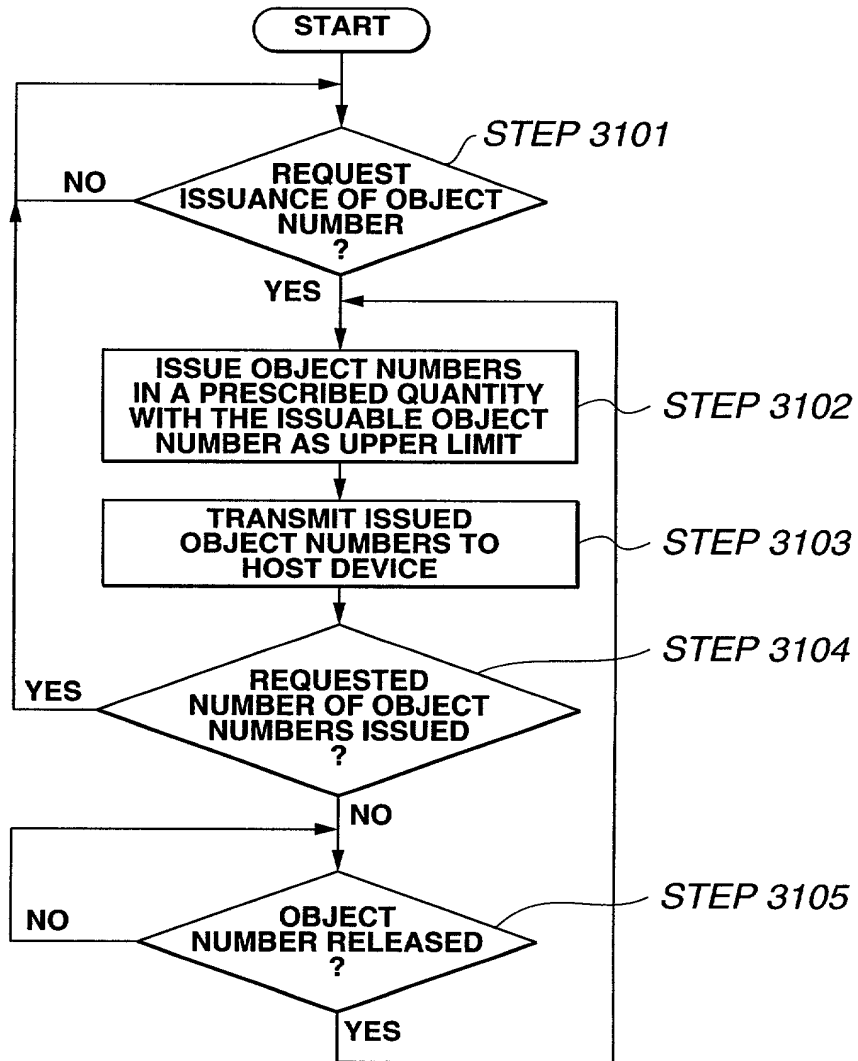 START
STEP 3101
REQUEST
ISSUANCE OF OBJECT
NUMBER
?
NO
YES
ISSUE OBJECT NUMBERS
IN A PRESCRIBED QUANTITY
WITH THE ISSUABLE OBJECT
NUMBER AS UPPER LIMIT
STEP 3102
TRANSMIT ISSUED
OBJECT NUMBERS TO
HOST DEVICE
STEP 3103
STEP 3104
REQUESTED
NUMBER OF OBJECT
NUMBERS ISSUED
?
YES
NO
STEP 3105
OBJECT
NUMBER RELEASED
?
NO
YES